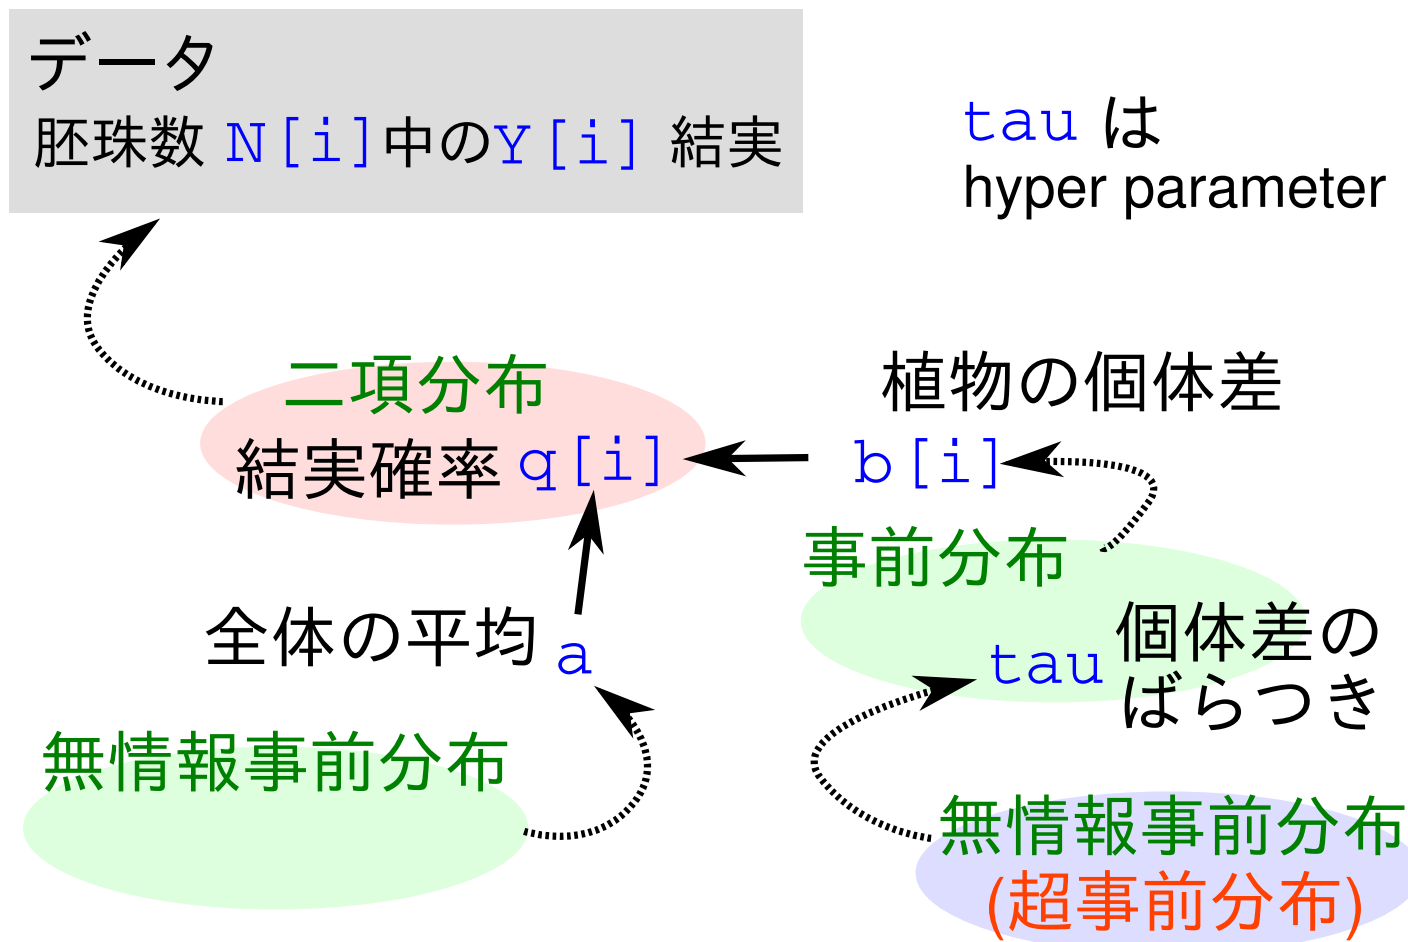 データ
胚珠数 N[i]中のY[i] 結実
tau は
hyper parameter
二項分布
結実確率 q[i]
植物の個体差
b[i]
事前分布
tau 個体差の
ばらつき
全体の平均 a
無情報事前分布
無情報事前分布
(超事前分布)